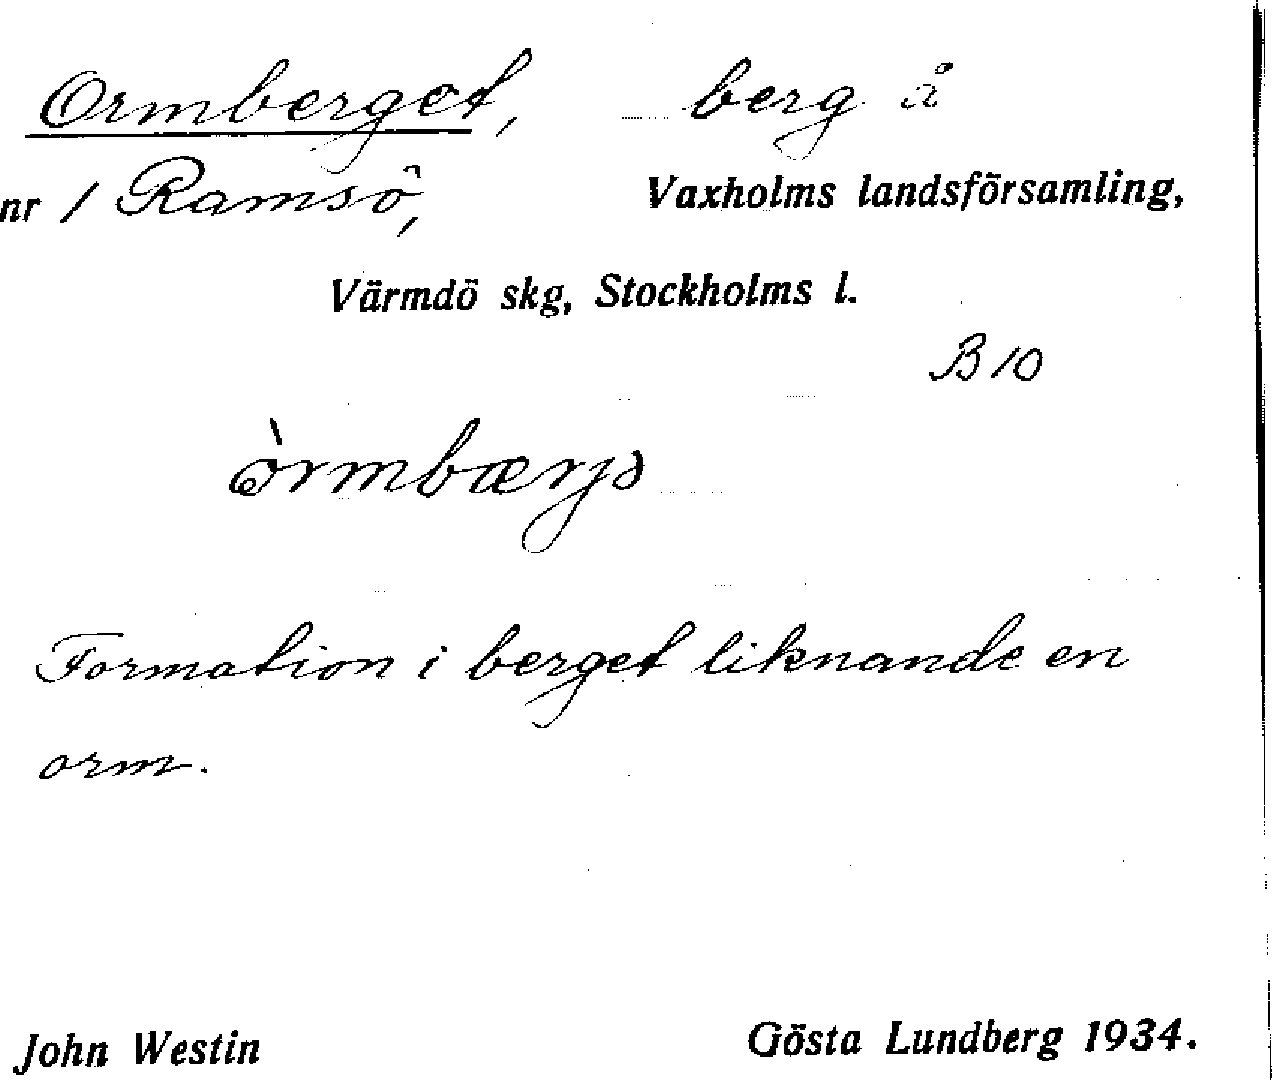 Ormberget, berg å
nr 1 Ramsö, Vaxholms landsförsamling,
Värmdö skg, Stockholms l.
B 10
òrmbærjə
Formation i berget liknande en
orm.
John Westin Gösta Lundberg 1934.